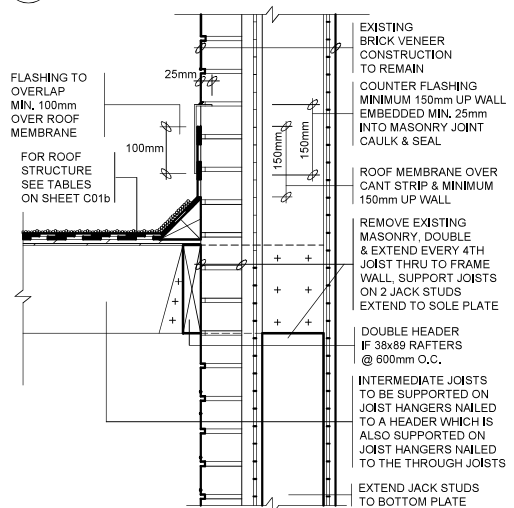 25mm
FLASHING TO
OVERLAP
MIN. 100mm
OVER ROOF
MEMBRANE
100mm
FOR ROOF
STRUCTURE
SEE TABLES
ON SHEET C01b
150mm
150mm
EXISTING
BRICK VENEER
CONSTRUCTION
TO REMAIN
COUNTER FLASHING
MINIMUM 150mm UP WALL
EMBEDDED MIN. 25mm
INTO MASONRY JOINT
CAULK & SEAL
ROOF MEMBRANE OVER
CANT STRIP & MINIMUM
150mm UP WALL
REMOVE EXISTING
MASONRY, DOUBLE
& EXTEND EVERY 4TH
JOIST THRU TO FRAME
WALL, SUPPORT JOISTS
ON 2 JACK STUDS
EXTEND TO SOLE PLATE
DOUBLE HEADER
IF 38x89 RAFTERS
@ 600mm O.C.
INTERMEDIATE JOISTS
TO BE SUPPORTED ON
JOIST HANGERS NAILED
TO A HEADER WHICH IS
ALSO SUPPORTED ON
JOIST HANGERS NAILED
TO THE THROUGH JOISTS
EXTEND JACK STUDS
TO BOTTOM PLATE